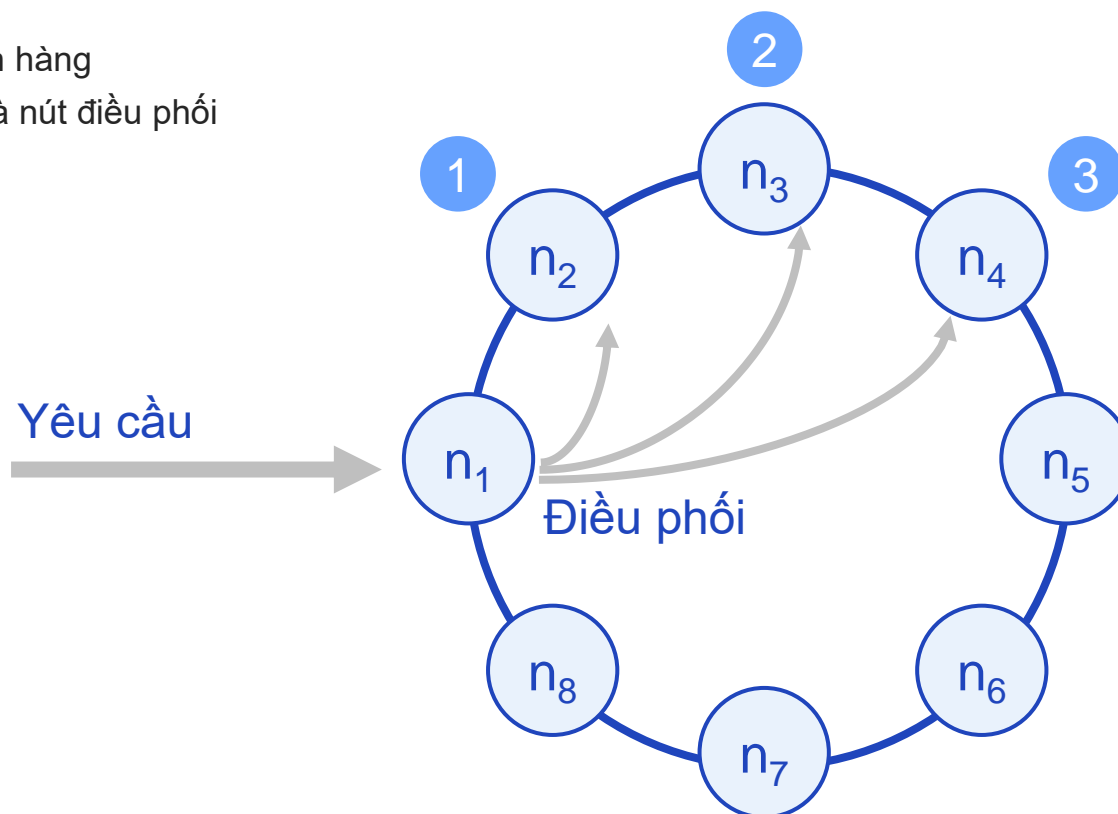 hàng
nút điều phối
2
1
3
n3
n2
n4
Yêu cầu
n1
n5
Điều phối
n8
n6
n7